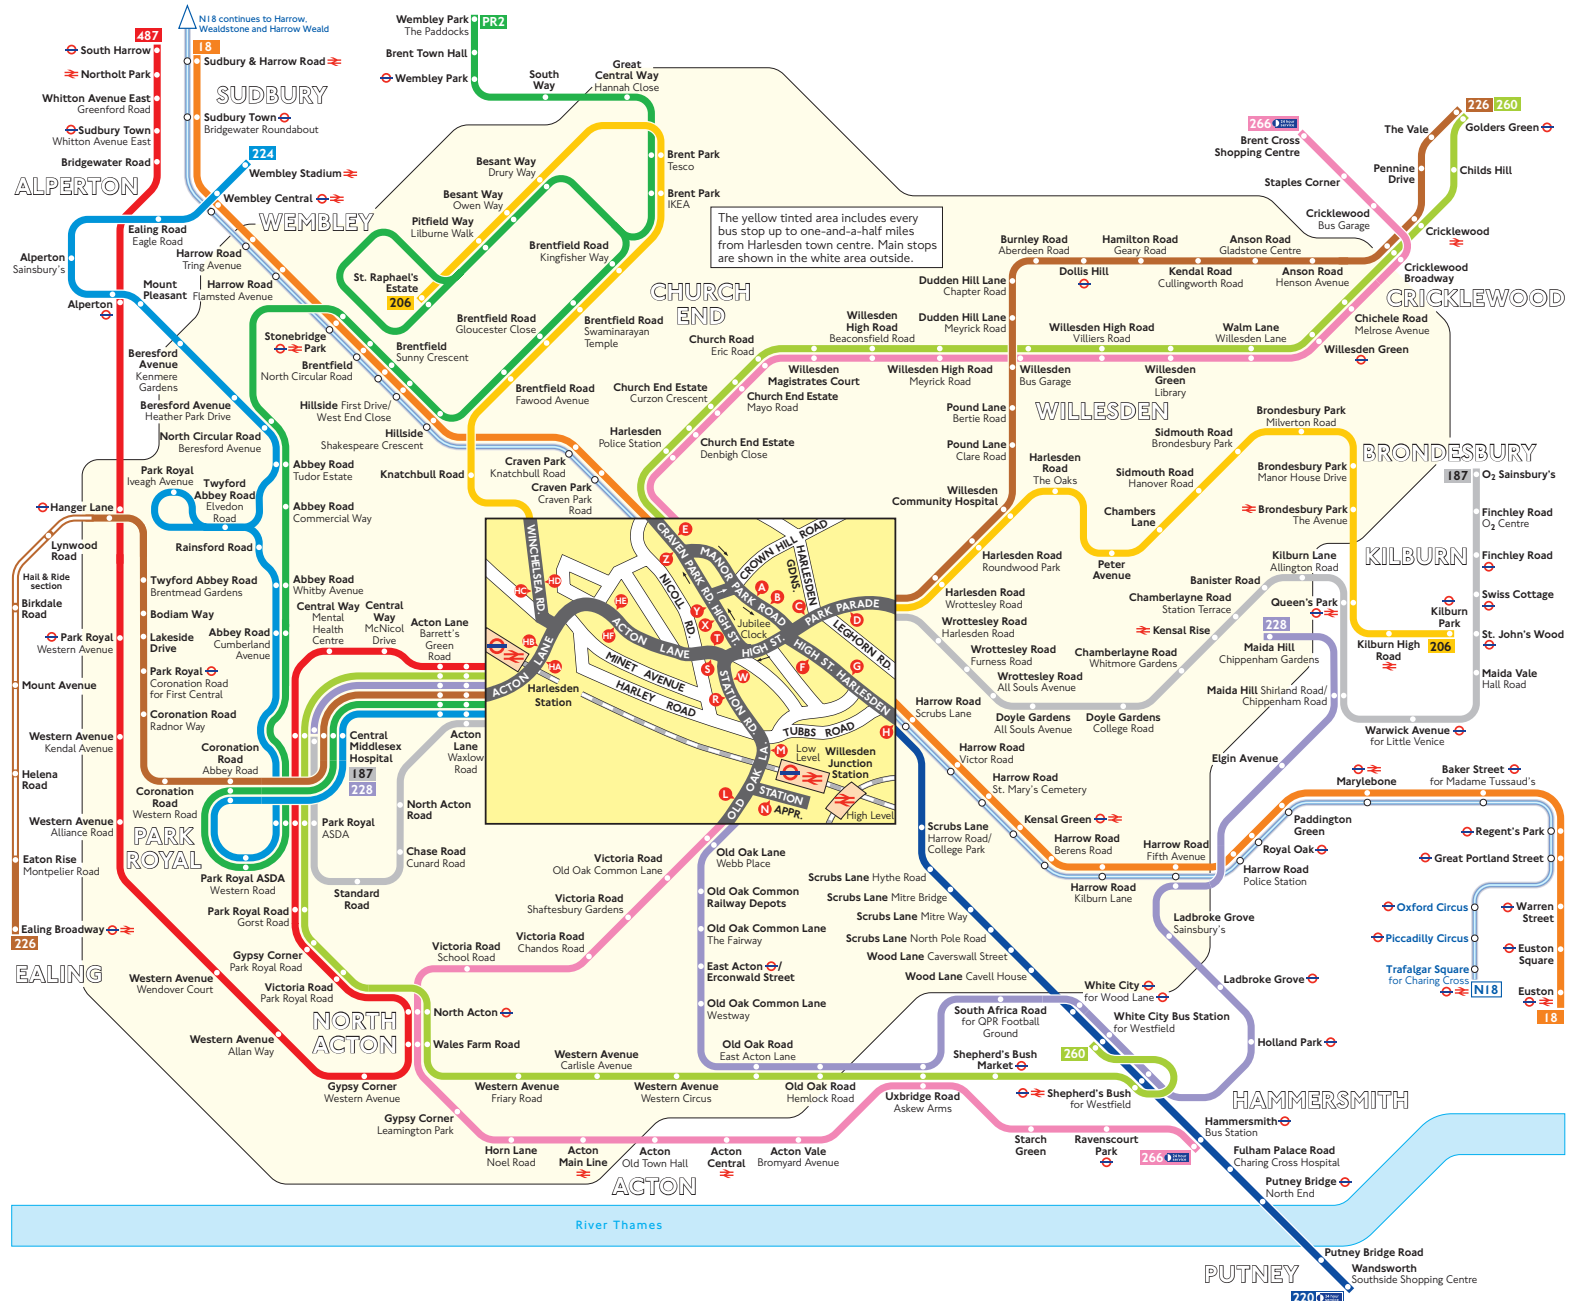 N18 continues to Harrow,
Wealdstone and Harrow Weald
487
South Harrow
Northolt Park
Whitton Avenue East
Greenford Road
Sudbury Town
Whitton Avenue East
Bridgewater Road
ALPERTON
18
Sudbury & Harrow Road
SUDBURY
Sudbury Town
Bridgewater Roundabout
224
Wembley Stadium
Wembley Central
WEMBLEY
Ealing Road
Eagle Road
Alperton
Sainsbury's
Alperton
Mount
Pleasant
Harrow Road
Tring Avenue
Harrow Road
Flamsted Avenue
Stonebridge
Park
Brentfield
North Circular Road
Hillside First Drive/
West End Close
Hillside
Shakespeare Crescent
Beresford
Avenue
Kenmere
Gardens
Beresford Avenue
Heather Park Drive
North Circular Road
Beresford Avenue
Park Royal
Iveagh Avenue
Twyford
Abbey Road
Elvedon
Road
Rainsford Road
Abbey Road
Tudor Estate
Abbey Road
Commercial Way
Abbey Road
Whitby Avenue
Abbey Road
Cumberland
Avenue
Wembley Park
The Paddocks
PR2
Brent Town Hall
Wembley Park
South
Way
Great
Central Way
Hannah Close
Brent Park
Tesco
Brent Park
IKEA
Besant Way
Drury Way
Besant Way
Owen Way
Pitfield Way
Lilburne Walk
St. Raphael's
Estate
206
Brentfield Road
Kingfisher Way
Brentfield Road
Gloucester Close
Brentfield Road
Swaminarayan
Temple
Brentfield
Sunny Crescent
Brentfield Road
Fawood Avenue
Knatchbull Road
Craven Park
Knatchbull Road
Craven Park
Craven Park
Road
The yellow tinted area includes every
bus stop up to one-and-a-half miles
from Harlesden town centre. Main stops
are shown in the white area outside.
CHURCH
END
Church Road
Eric Road
Church End Estate
Curzon Crescent
Church End Estate
Mayo Road
Harlesden
Police Station
Church End Estate
Denbigh Close
Willesden
High Road
Beaconsfield Road
Willesden
Magistrates Court
Willesden High Road
Meyrick Road
Willesden
Bus Garage
Willesden High Road
Villiers Road
Willesden
Green
Library
Walm Lane
Willesden Lane
Willesden Green
Chichele Road
Melrose Avenue
Cricklewood
Broadway
CRICKLEWOOD
Cricklewood
Cricklewood
Bus Garage
Staples Corner
Brent Cross
Shopping Centre
266
24 hour
service
226
260
Golders Green
The Vale
Pennine
Drive
Childs Hill
Burnley Road
Aberdeen Road
Dollis Hill
Hamilton Road
Geary Road
Kendal Road
Cullingworth Road
Anson Road
Gladstone Centre
Anson Road
Henson Avenue
Dudden Hill Lane
Chapter Road
Dudden Hill Lane
Meyrick Road
WILLESDEN
Pound Lane
Bertie Road
Pound Lane
Clare Road
Willesden
Community Hospital
Harlesden
Road
The Oaks
Harlesden Road
Roundwood Park
Harlesden Road
Wrottesley Road
Peter
Avenue
Chambers
Lane
Sidmouth Road
Hanover Road
Sidmouth Road
Brondesbury Park
Brondesbury Park
Milverton Road
Brondesbury Park
Manor House Drive
Brondesbury Park
The Avenue
BRONDESBURY
187
O2 Sainsbury's
Finchley Road
O2 Centre
Finchley Road
Swiss Cottage
St. John's Wood
Maida Vale
Hall Road
Warwick Avenue
for Little Venice
KILBURN
Kilburn
Park
Kilburn High
Road
206
Queen's Park
Kilburn Lane
Allington Road
Banister Road
Chamberlayne Road
Station Terrace
Kensal Rise
Chamberlayne Road
Whitmore Gardens
Wrottesley Road
Harlesden Road
Wrottesley Road
Furness Road
Wrottesley Road
All Souls Avenue
Doyle Gardens
All Souls Avenue
Doyle Gardens
College Road
228
Maida Hill
Chippenham Gardens
Maida Hill Shirland Road/
Chippenham Road
Elgin Avenue
Hanger Lane
Lynwood
Road
Hail & Ride
section
Birkdale
Road
Park Royal
Western Avenue
Mount Avenue
Western Avenue
Kendal Avenue
Helena
Road
Western Avenue
Alliance Road
Eaton Rise
Montpelier Road
Ealing Broadway
226
EALING
Twyford Abbey Road
Brentmead Gardens
Bodiam Way
Lakeside
Drive
Park Royal
Coronation Road
for First Central
Coronation Road
Radnor Way
Coronation
Road
Abbey Road
Coronation
Road
Western Road
PARK
ROYAL
Park Royal ASDA
Western Road
Central Way
Mental
Health
Centre
Central
Way
McNicol
Drive
Acton Lane
Barrett's
Green
Road
Central
Middlesex
Hospital
187
228
Acton
Lane
Waxlow
Road
Park Royal
ASDA
North Acton
Road
Chase Road
Cunard Road
Standard
Road
Park Royal Road
Gorst Road
Gypsy Corner
Park Royal Road
Victoria Road
Park Royal Road
Western Avenue
Wendover Court
Western Avenue
Allan Way
NORTH
ACTON
North Acton
Wales Farm Road
Gypsy Corner
Western Avenue
Gypsy Corner
Leamington Park
Victoria Road
School Road
Victoria Road
Chandos Road
Victoria Road
Shaftesbury Gardens
Victoria Road
Old Oak Common Lane
WINCHELSEA RD.
ACTON LANE
ACTON LANE
CRAVEN PARK RD.
MANOR PARK ROAD
CROWN HILL ROAD
HARLESDEN
GDNS.
PARK PARADE
NICOLL RD.
HIGH ST.
HIGH ST.
HIGH ST. HARLESDEN
LEGHORN RD.
Jubilee
Clock
MINET AVENUE
HARLEY ROAD
STATION RD.
TUBBS ROAD
OLD OAK LA.
STATION
APPR.
Harlesden
Station
Low
Level
Willesden
Junction
Station
High Level
E
Z
A
B
C
D
Y
X
T
S
W
R
F
G
H
M
L
N
HC
HD
HE
HF
HB
HA
Old Oak Lane
Webb Place
Old Oak Common
Railway Depots
Old Oak Common Lane
The Fairway
East Acton /
Erconwald Street
Old Oak Common Lane
Westway
Old Oak Road
East Acton Lane
Western Avenue
Friary Road
Western Avenue
Carlisle Avenue
Western Avenue
Western Circus
Old Oak Road
Hemlock Road
Uxbridge Road
Askew Arms
Horn Lane
Noel Road
Acton
Main Line
Acton
Old Town Hall
Acton
Central
Acton Vale
Bromyard Avenue
ACTON
Starch
Green
Ravenscourt
Park
266
24 hour
service
Shepherd's Bush
Market
Shepherd's Bush
for Westfield
260
South Africa Road
for QPR Football
Ground
White City
for Wood Lane
White City Bus Station
for Westfield
Harrow Road
Scrubs Lane
Harrow Road
Victor Road
Harrow Road
St. Mary's Cemetery
Kensal Green
Harrow Road
Berens Road
Harrow Road
Kilburn Lane
Harrow Road
Fifth Avenue
Harrow Road
Police Station
Royal Oak
Paddington
Green
Marylebone
Baker Street
for Madame Tussaud's
Regent's Park
Great Portland Street
Warren
Street
Euston
Square
Euston
18
Oxford Circus
Piccadilly Circus
Trafalgar Square
for Charing Cross
N18
Scrubs Lane
Harrow Road/
College Park
Scrubs Lane Hythe Road
Scrubs Lane Mitre Bridge
Scrubs Lane Mitre Way
Scrubs Lane North Pole Road
Wood Lane Caverswall Street
Wood Lane Cavell House
Ladbroke Grove
Sainsbury's
Ladbroke Grove
Holland Park
HAMMERSMITH
Hammersmith
Bus Station
Fulham Palace Road
Charing Cross Hospital
Putney Bridge
North End
River Thames
Putney Bridge Road
PUTNEY
Wandsworth
Southside Shopping Centre
220
24 hour
service